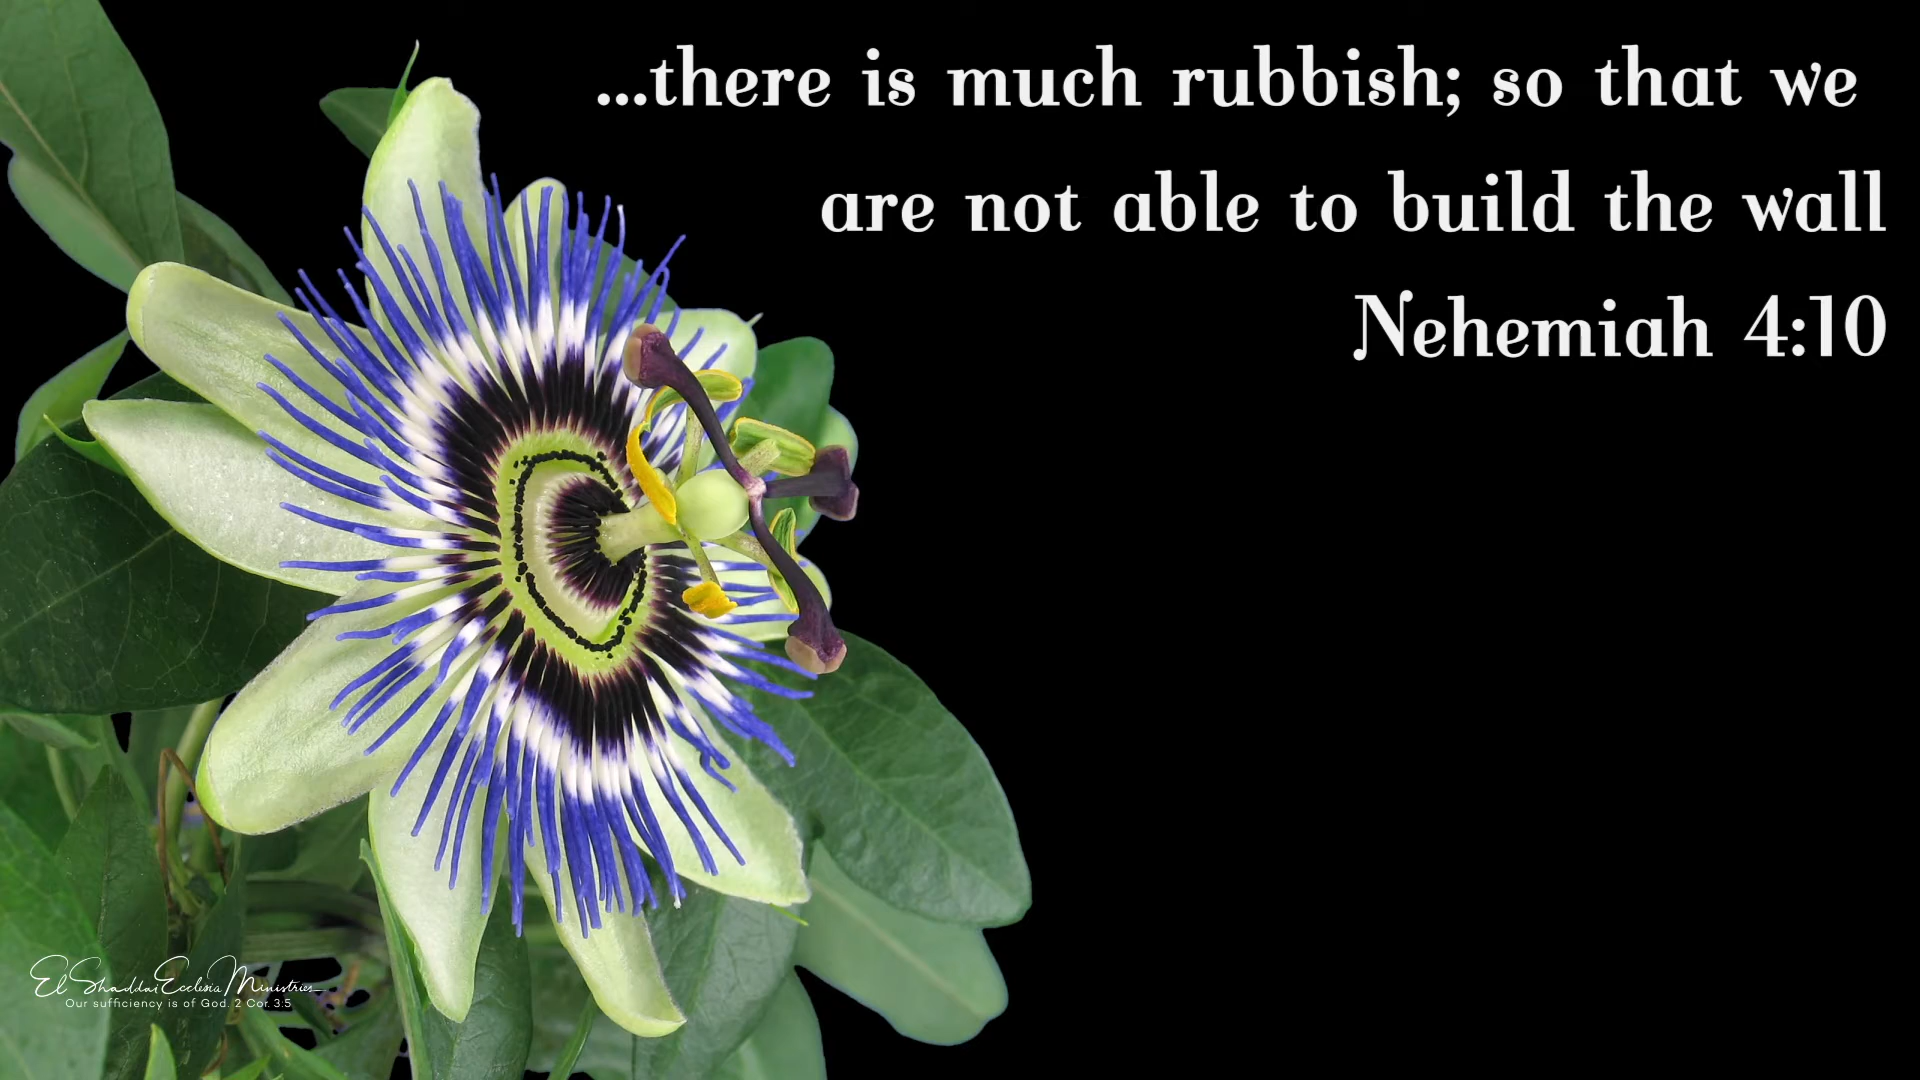 ...there is much rubbish; so that we
are not able to build the wall
Nehemiah 4:10
El Shaddai Ecclesia Ministries
Our sufficiency is of God. 2 Cor. 3:5